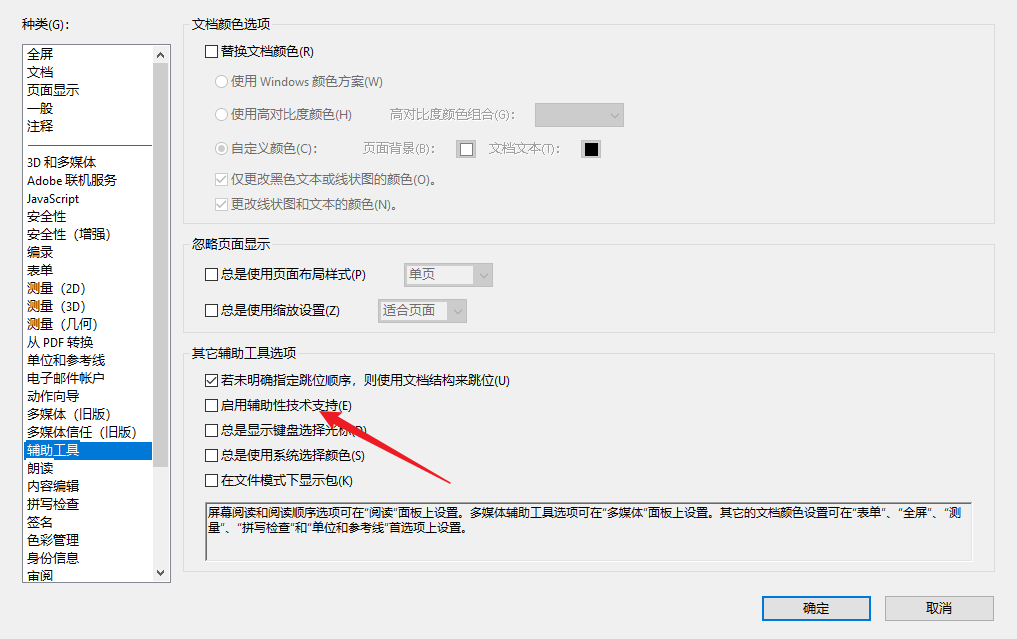 种类(G):
全屏
文档
页面显示
一般
注释
3D 和多媒体
Adobe 联机服务
JavaScript
安全性
安全性（增强）
编录
表单
测量（2D）
测量（3D）
测量（几何）
从 PDF 转换
单位和参考线
电子邮件帐户
动作向导
多媒体（旧版）
多媒体信任（旧版）
辅助工具
朗读
内容编辑
拼写检查
签名
色彩管理
身份信息
审阅
文档颜色选项
替换文档颜色(R)
使用 Windows 颜色方案(W)
使用高对比度颜色(H) 高对比度颜色组合(G):
自定义颜色(C): 页面背景(B): 文档文本(T):
仅更改黑色文本或线状图的颜色(O)。
更改线状图和文本的颜色(N)。
忽略页面显示
总是使用页面布局样式(P) 单页
总是使用缩放设置(Z) 适合页面
其它辅助工具选项
若未明确指定跳位顺序，则使用文档结构来跳位(U)
启用辅助性技术支持(E)
总是显示键盘选择光标(D)
总是使用系统选择颜色(S)
在文件模式下显示包(K)
屏幕阅读和阅读顺序选项可在"阅读"面板上设置。多媒体辅助工具选项可在"多媒体"面板上设置。其它的文档颜色设置可在"表单"、"全屏"、"测
量"、"拼写检查"和"单位和参考线"首选项上设置。
确定 取消